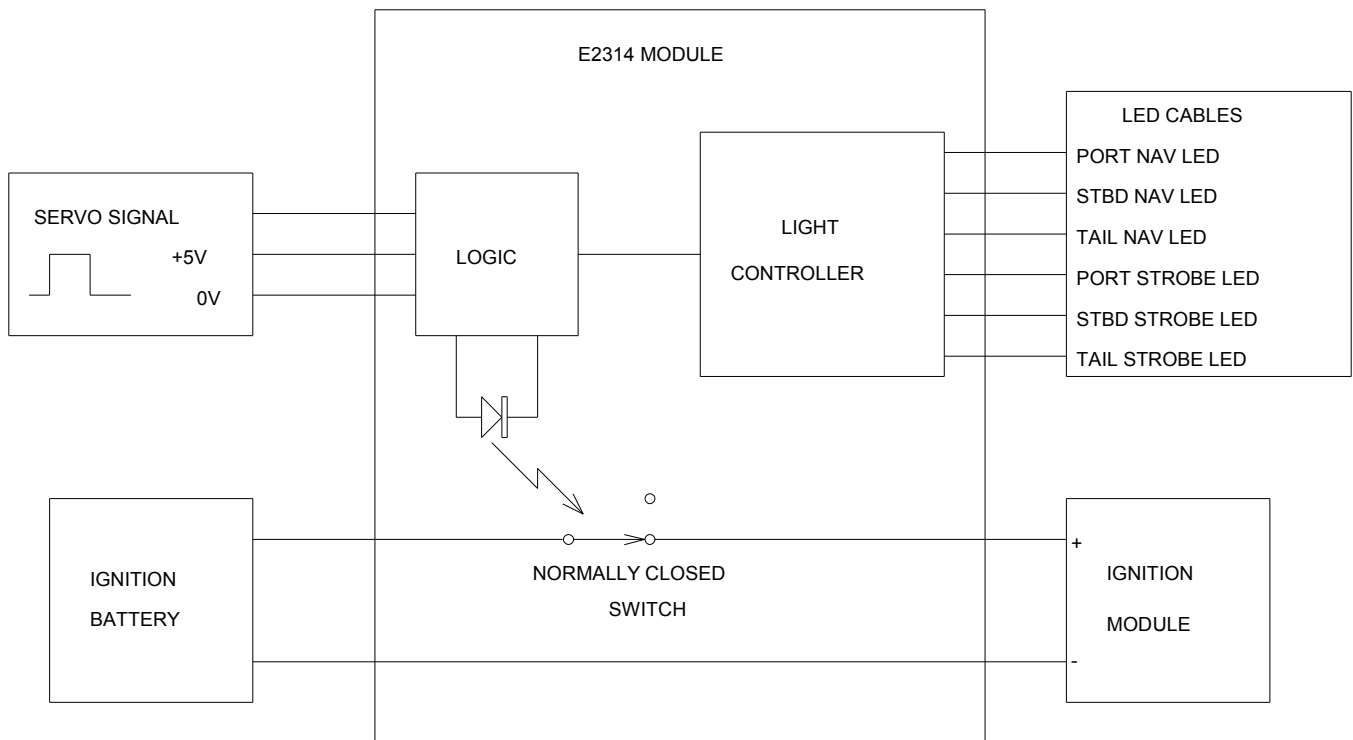 E2314 MODULE
LED CABLES
PORT NAV LED
STBD NAV LED
TAIL NAV LED
PORT STROBE LED
STBD STROBE LED
TAIL STROBE LED
SERVO SIGNAL
+5V
0V
LOGIC
LIGHT
CONTROLLER
NORMALLY CLOSED
SWITCH
IGNITION
BATTERY
+
IGNITION
MODULE
-